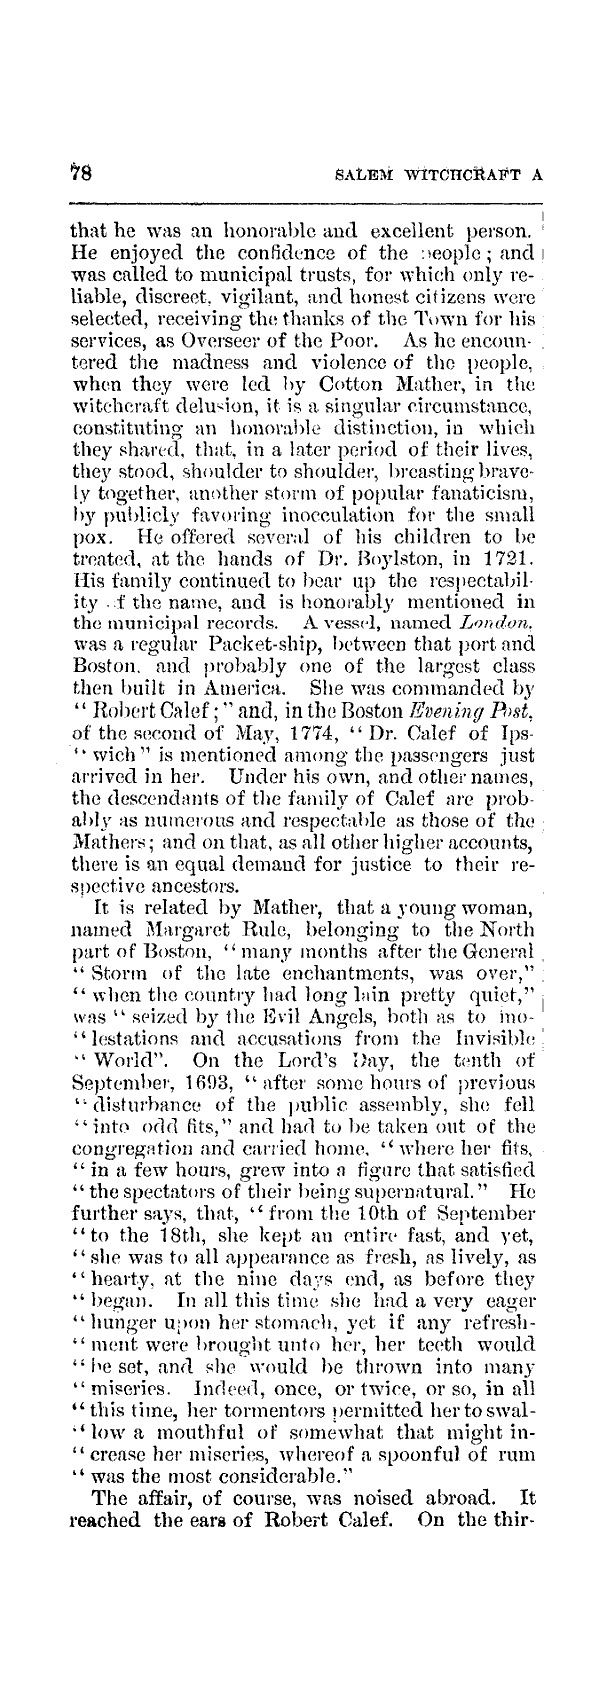 78 SALEM WITCHCRAFT A
that he was an honorable and excellent person.
He enjoyed the confidence of the people; and
was called to municipal trusts, for which only re-
liable, discreet, vigilant, and honest citizens were
selected, receiving the thanks of the Town for his
services, as Overseer of the Poor. As he encoun-
tered the madness and violence of the people,
when they were led by Cotton Mather, in the
witchcraft delusion, it is a singular circumstance,
constituting an honorable distinction, in which
they shared, that, in a later period of their lives,
they stood, shoulder to shoulder, breasting brave-
ly together, another storm of popular fanaticism,
by publicly favoring inocculation for the small
pox. He offered several of his children to be
treated, at the hands of Dr. Boylston, in 1721.
His family continued to bear up the respectabil-
ity of the name, and is honorably mentioned in
the municipal records. A vessel, named London,
was a regular Packet-ship, between that port and
Boston, and probably one of the largest class
then built in America. She was commanded by
“ Robert Calef ; ” and, in the Boston Evening Post,
of the second of May, 1774, “ Dr. Calef of Ips-
“ wich ” is mentioned among the passengers just
arrived in her. Under his own, and other names,
the descendants of the family of Calef are prob-
ably as numerous and respectable as those of the
Mathers; and on that, as all other higher accounts,
there is an equal demand for justice to their re-
spective ancestors.
It is related by Mather, that a young woman,
named Margaret Rule, belonging to the North
part of Boston, “ many months after the General
“ Storm of the late enchantments, was over,”
“ when the country had long lain pretty quiet,”
was “ seized by the Evil Angels, both as to mo-
“ lestations and accusations from the Invisible
“ World”. On the Lord's Day, the tenth of
September, 1693, “ after some hours of previous
“ disturbance of the public assembly, she fell
“ into odd fits,” and had to be taken out of the
congregation and carried home, “ where her fits,
“ in a few hours, grew into a figure that satisfied
“ the spectators of their being supernatural.” He
further says, that, “ from the 10th of September
“ to the 18th, she kept an entire fast, and yet,
“ she was to all appearance as fresh, as lively, as
“ hearty, at the nine days end, as before they
“ began. In all this time she had a very eager
“ hunger upon her stomach, yet if any refresh-
“ ment were brought unto her, her teeth would
“ be set, and she would be thrown into many
“ miseries. Indeed, once, or twice, or so, in all
“ this time, her tormentors permitted her to swal-
“ low a mouthful of somewhat that might in-
“ crease her miseries, whereof a spoonful of rum
“ was the most considerable.”
The affair, of course, was noised abroad. It
reached the ears of Robert Calef. On the thir-